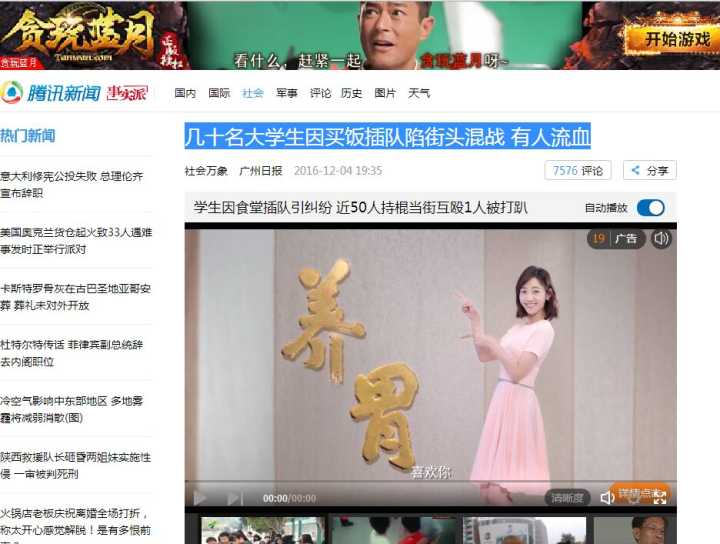 贪玩蓝月
Tanwan.com
贪玩蓝月
看什么，赶紧一起 贪玩蓝月呀~
开始游戏
腾讯新闻 事实派
国内 国际 社会 军事 评论 历史 图片 天气
热门新闻
意大利修宪公投失败 总理伦齐
宣布辞职
美国奥克兰货仓起火致33人遇难
事发时正举行派对
卡斯特罗骨灰在古巴圣地亚哥安
葬 葬礼未对外开放
杜特尔特传话 菲律宾副总统辞
去内阁职位
冷空气影响中东部地区 多地雾
霾将减弱消散(图)
陕西救援队长砸昏两姐妹实施性
侵 一审被判死刑
火锅店老板庆祝离婚全场打折，
称太开心感觉解脱！是有多恨前
几十名大学生因买饭插队陷街头混战 有人流血
社会万象 广州日报 2016-12-04 19:35
7576 评论
分享
学生因食堂插队引纠纷 近50人持棍当街互殴1人被打趴
自动播放
19 广告
养胃
喜欢你
00:00/00:00
清晰度
详情点击